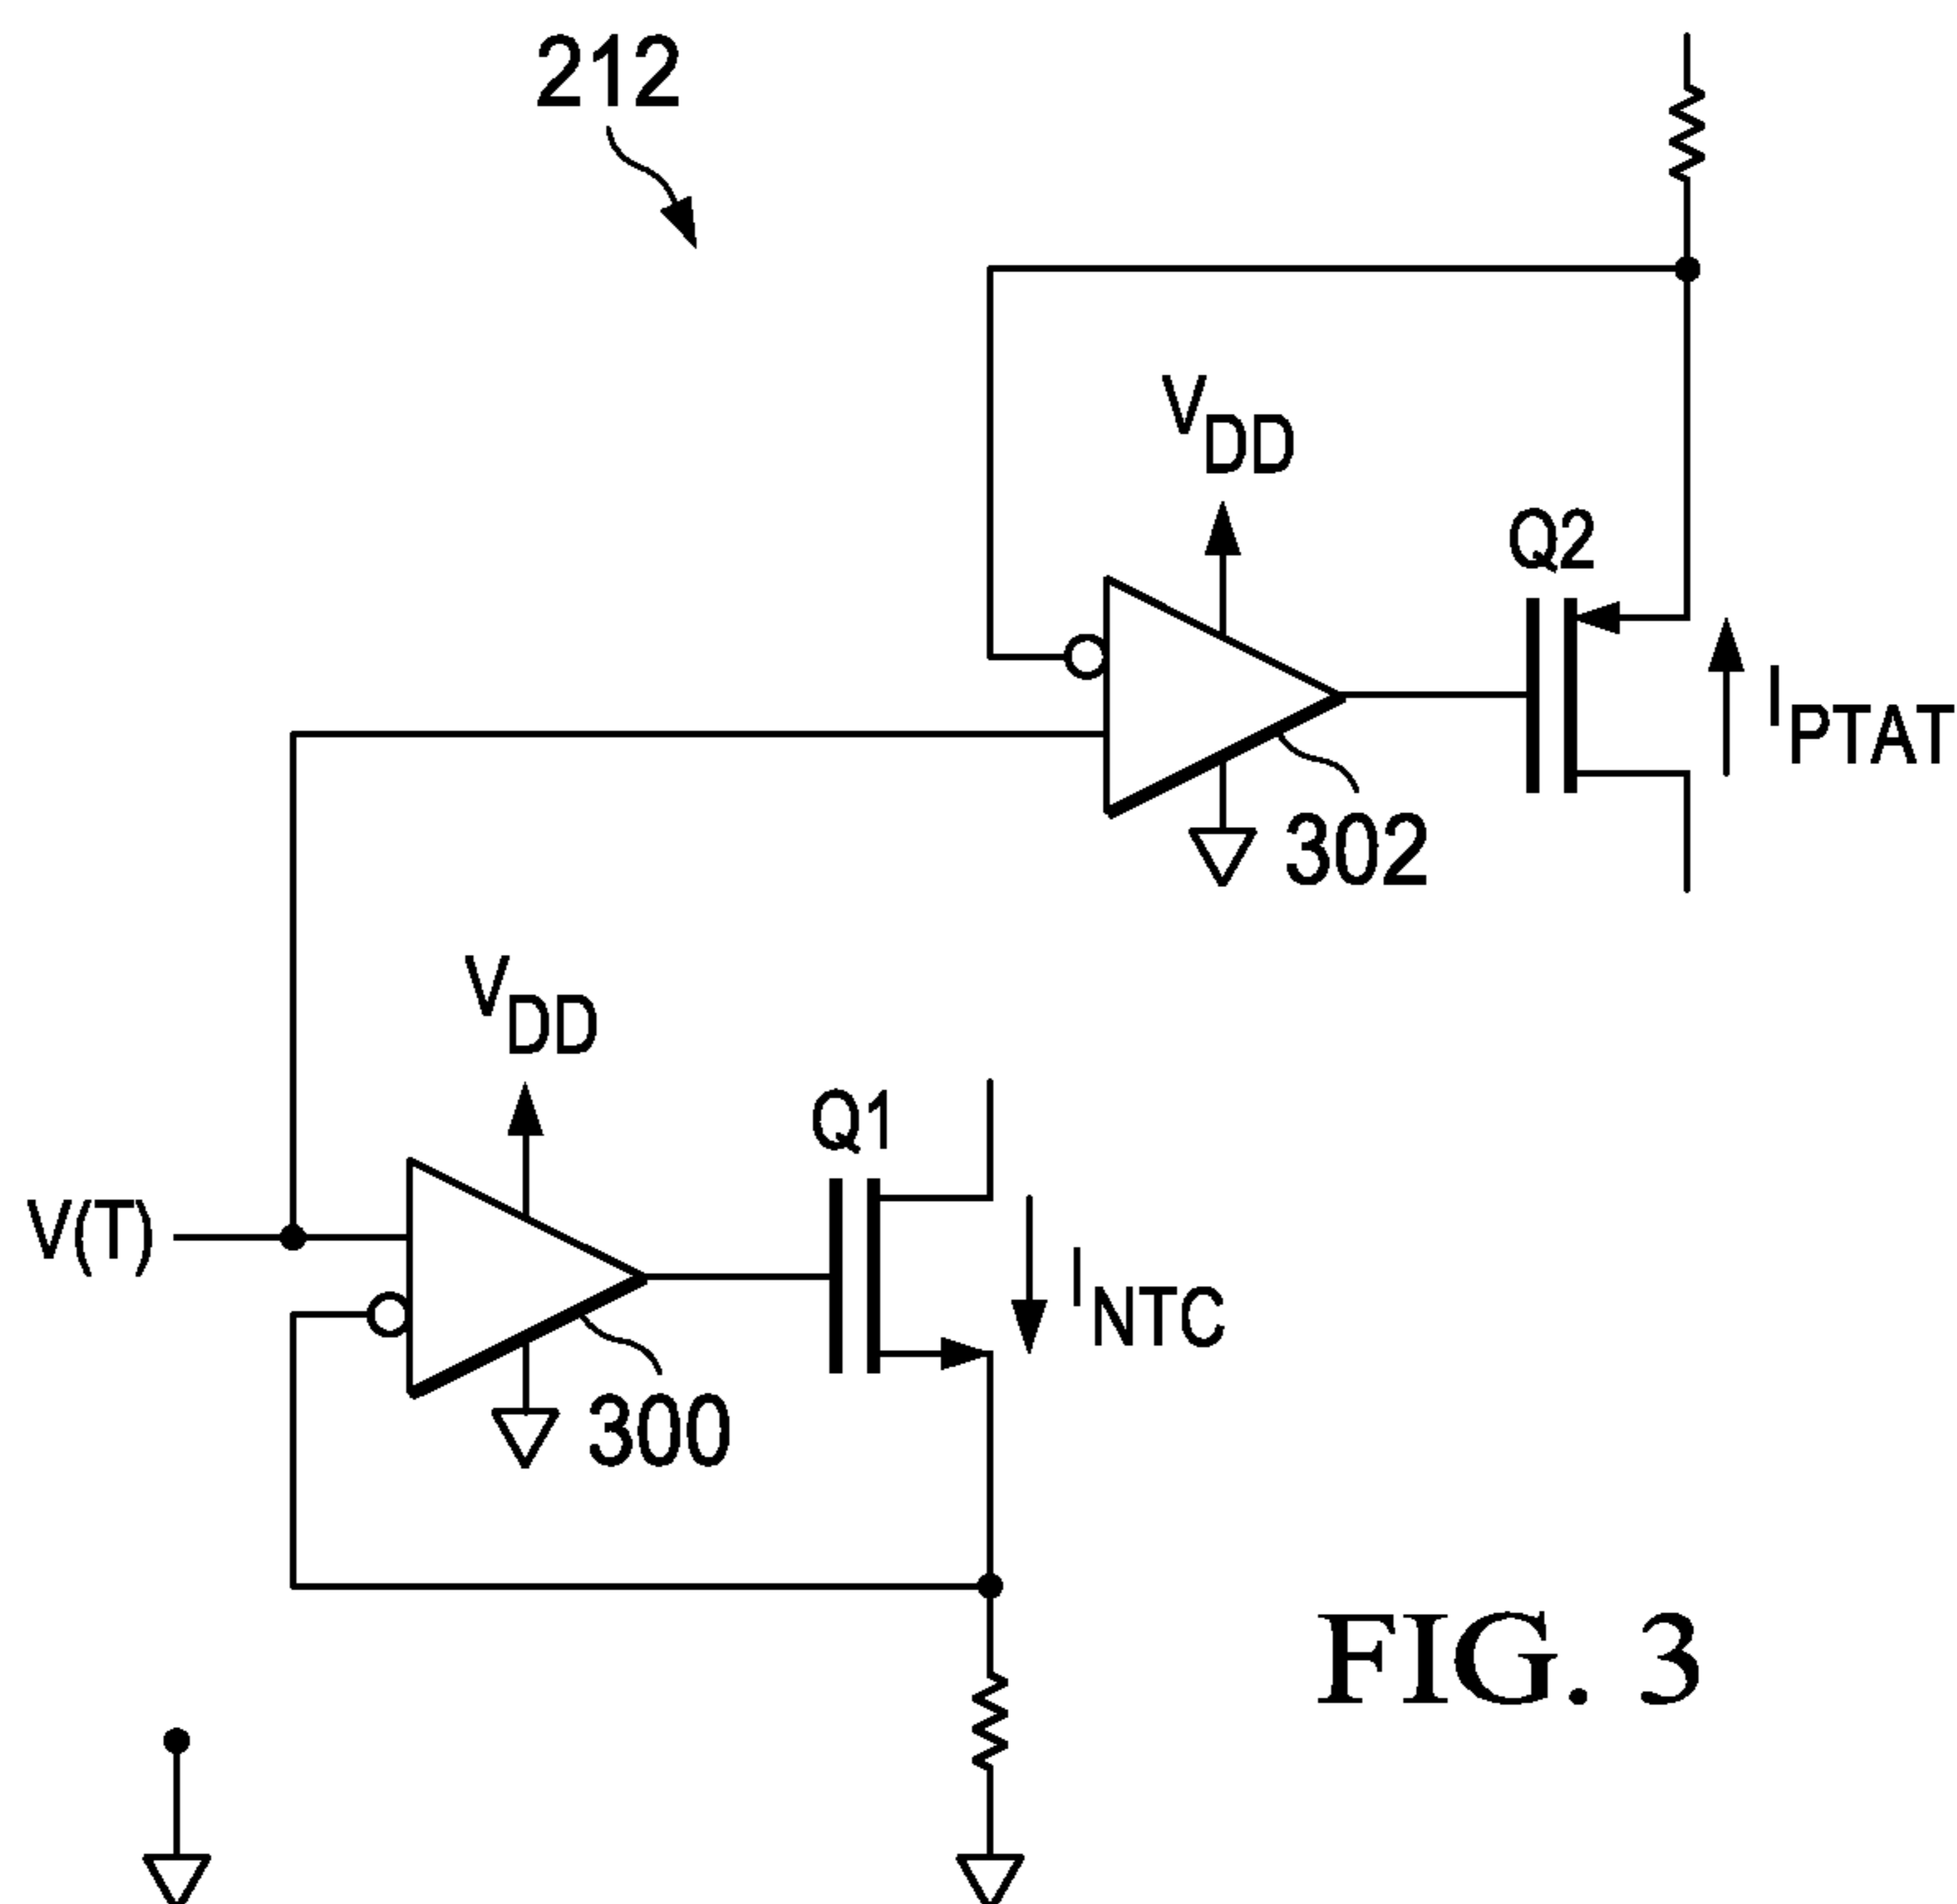 212
VDD
Q2
IPTAT
302
VDD
Q1
V(T)
INTC
300
FIG. 3